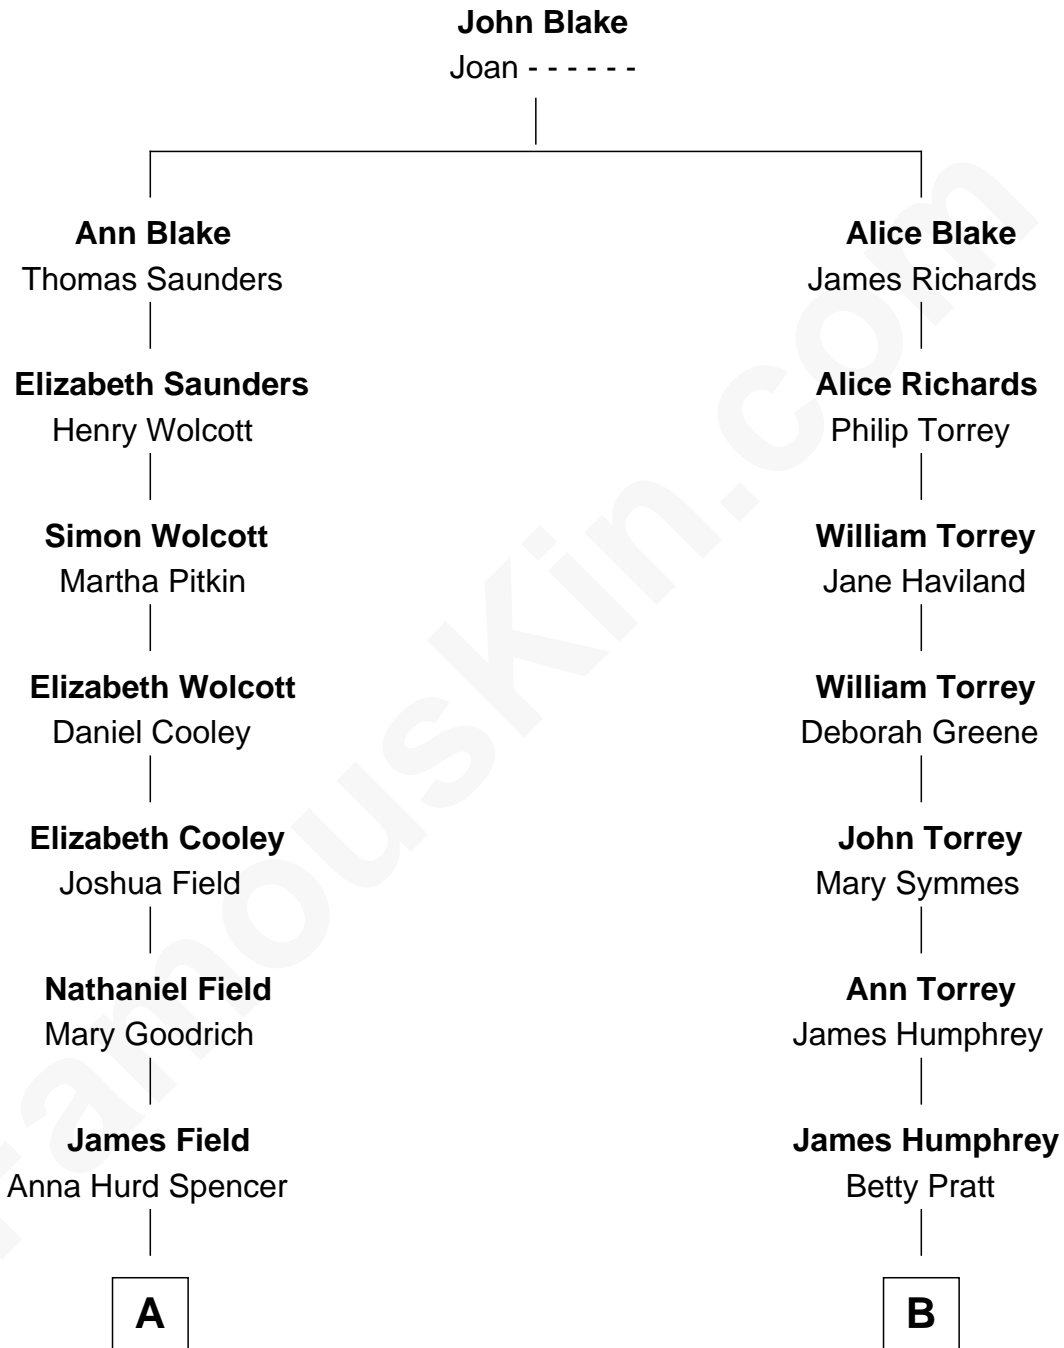 John Blake
Joan - - - - - -
Ann Blake
Thomas Saunders
Elizabeth Saunders
Henry Wolcott
Simon Wolcott
Martha Pitkin
Elizabeth Wolcott
Daniel Cooley
Elizabeth Cooley
Joshua Field
Nathaniel Field
Mary Goodrich
James Field
Anna Hurd Spencer
A
Alice Blake
James Richards
Alice Richards
Philip Torrey
William Torrey
Jane Haviland
William Torrey
Deborah Greene
John Torrey
Mary Symmes
Ann Torrey
James Humphrey
James Humphrey
Betty Pratt
B
FamousKin.com